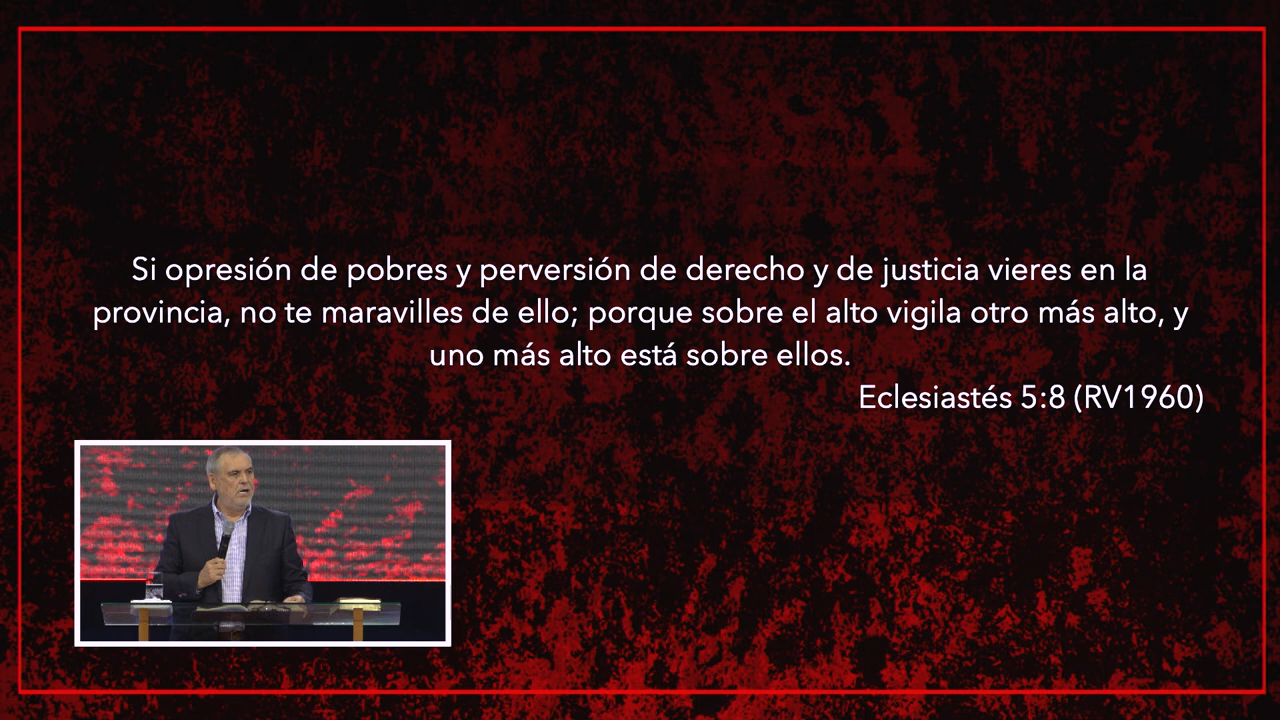 Si opresión de pobres y perversión de derecho y de justicia vieres en la
provincia, no te maravilles de ello; porque sobre el alto vigila otro más alto, y
uno más alto está sobre ellos.
Eclesiastés 5:8 (RV1960)